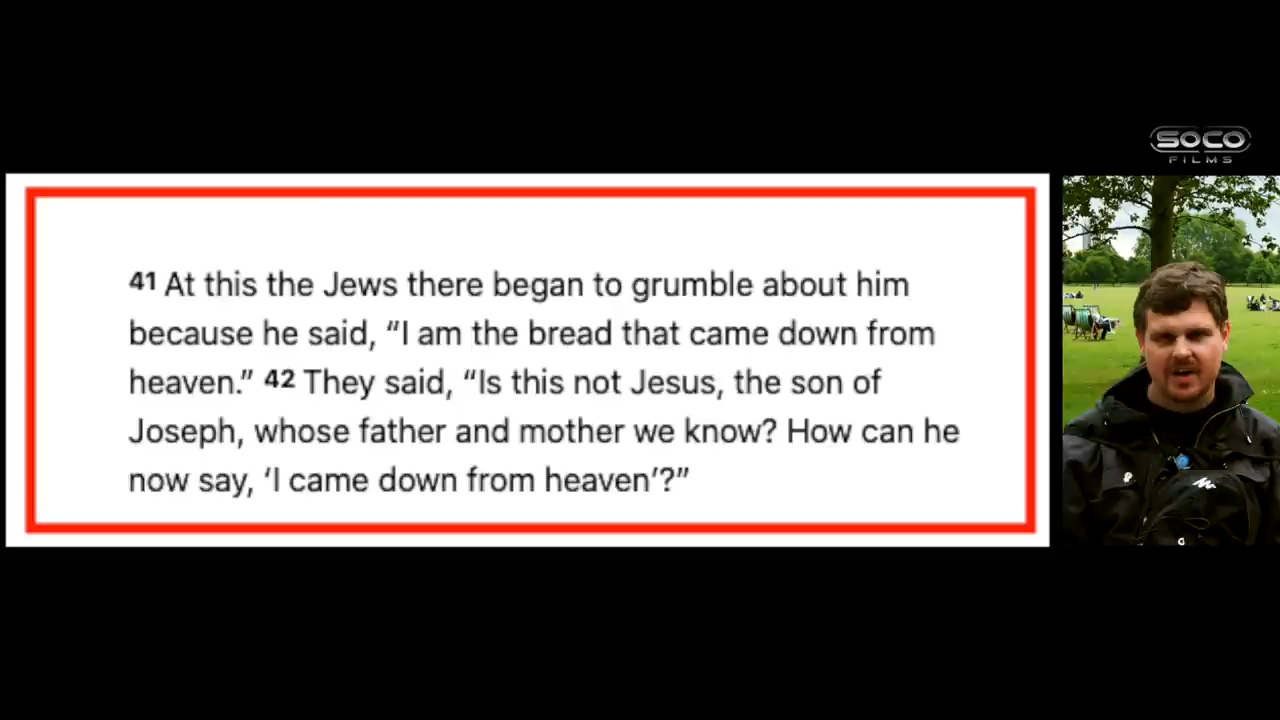 SOCO
FILMS
41 At this the Jews there began to grumble about him
because he said, “I am the bread that came down from
heaven.” 42 They said, “Is this not Jesus, the son of
Joseph, whose father and mother we know? How can he
now say, ‘I came down from heaven’?”